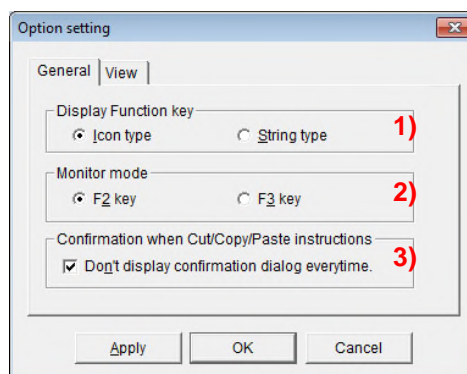 Option setting
General View
Display Function key
Icon type String type 1)
Monitor mode
F2 key F3 key 2)
Confirmation when Cut/Copy/Paste instructions
Don't display confirmation dialog everytime. 3)
Apply OK Cancel